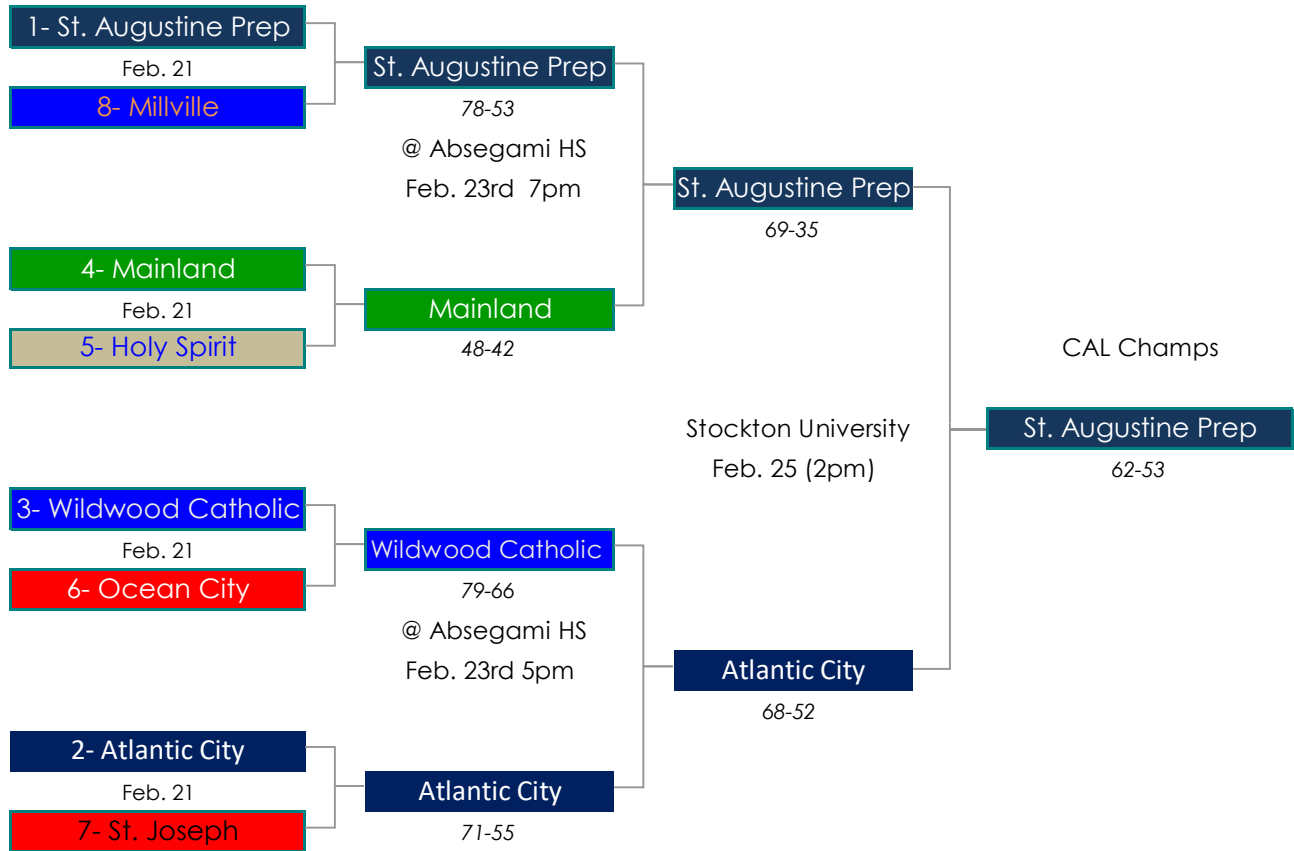 1- St. Augustine Prep
Feb. 21
8- Millville
St. Augustine Prep
78-53
@ Absegami HS
Feb. 23rd  7pm
4- Mainland
Feb. 21
5- Holy Spirit
Mainland
48-42
St. Augustine Prep
69-35
3- Wildwood Catholic
Feb. 21
6- Ocean City
Wildwood Catholic
79-66
@ Absegami HS
Feb. 23rd 5pm
2- Atlantic City
Feb. 21
7- St. Joseph
Atlantic City
71-55
Atlantic City
68-52
Stockton University
Feb. 25 (2pm)
CAL Champs
St. Augustine Prep
62-53